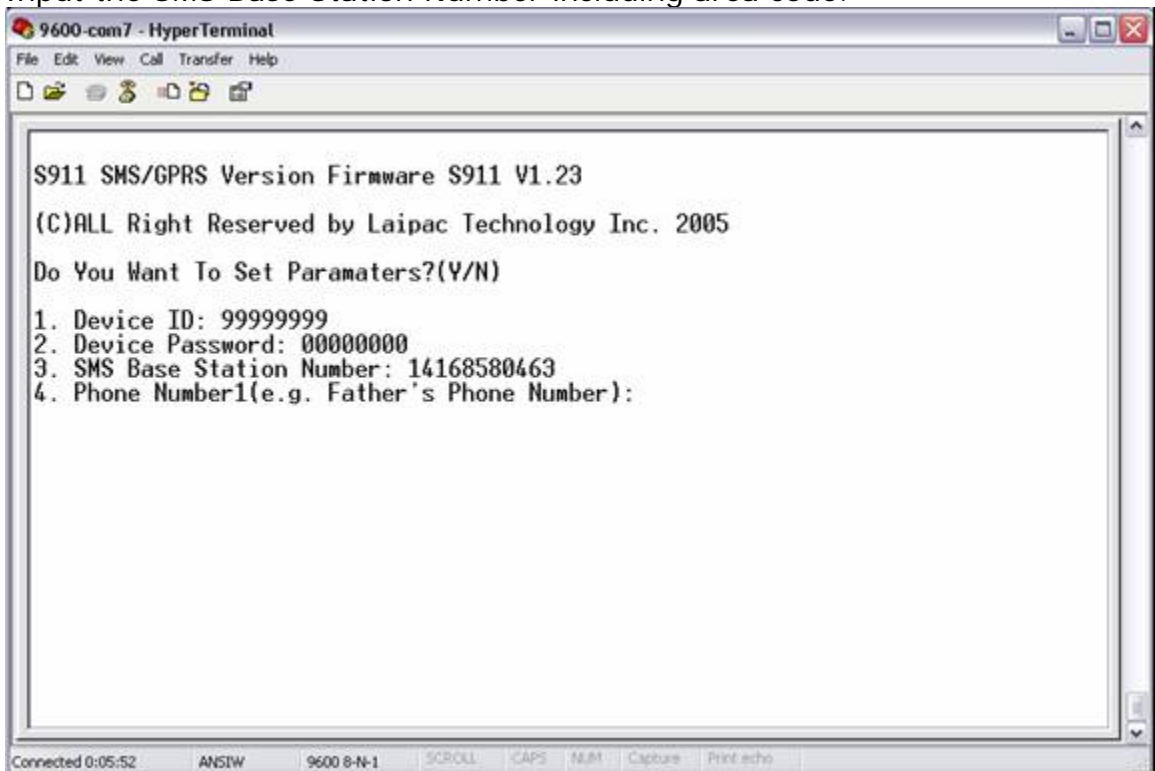 Input the SMS Base Station Number including area code.
9600-com7 - HyperTerminal
File Edit View Call Transfer Help
S911 SMS/GPRS Version Firmware S911 V1.23
(C)ALL Right Reserved by Laipac Technology Inc. 2005
Do You Want To Set Paramaters?(Y/N)
1. Device ID: 99999999
2. Device Password: 00000000
3. SMS Base Station Number: 14168580463
4. Phone Number1(e.g. Father's Phone Number):
Connected 0:05:52 ANSIW 9600 8-N-1 SCROLL CAPS NUM Capture Print echo